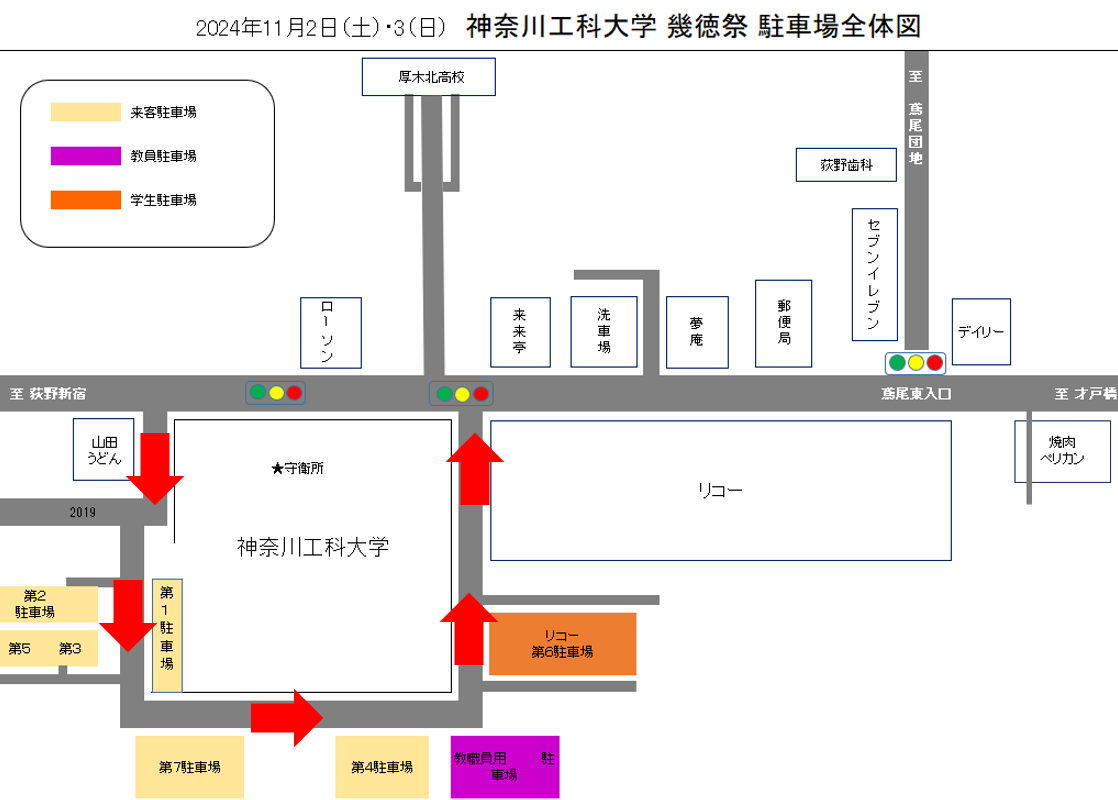 2024年11月2日（土）・3（日） 神奈川工科大学 幾徳祭 駐車場全体図
厚木北高校
至 鳶尾団地
来客駐車場
教員駐車場
学生駐車場
荻野歯科
セブンイレブン
ローソン
来来亭
洗車場
夢庵
郵便局
デイリー
至 荻野新宿
鳶尾東入口
至 才戸橋
山田
うどん
★守衛所
リコー
焼肉
ペリカン
2019
神奈川工科大学
第2
駐車場
第1駐車場
第5 第3
リコー
第6駐車場
第7駐車場
第4駐車場
教職員用 駐
車場